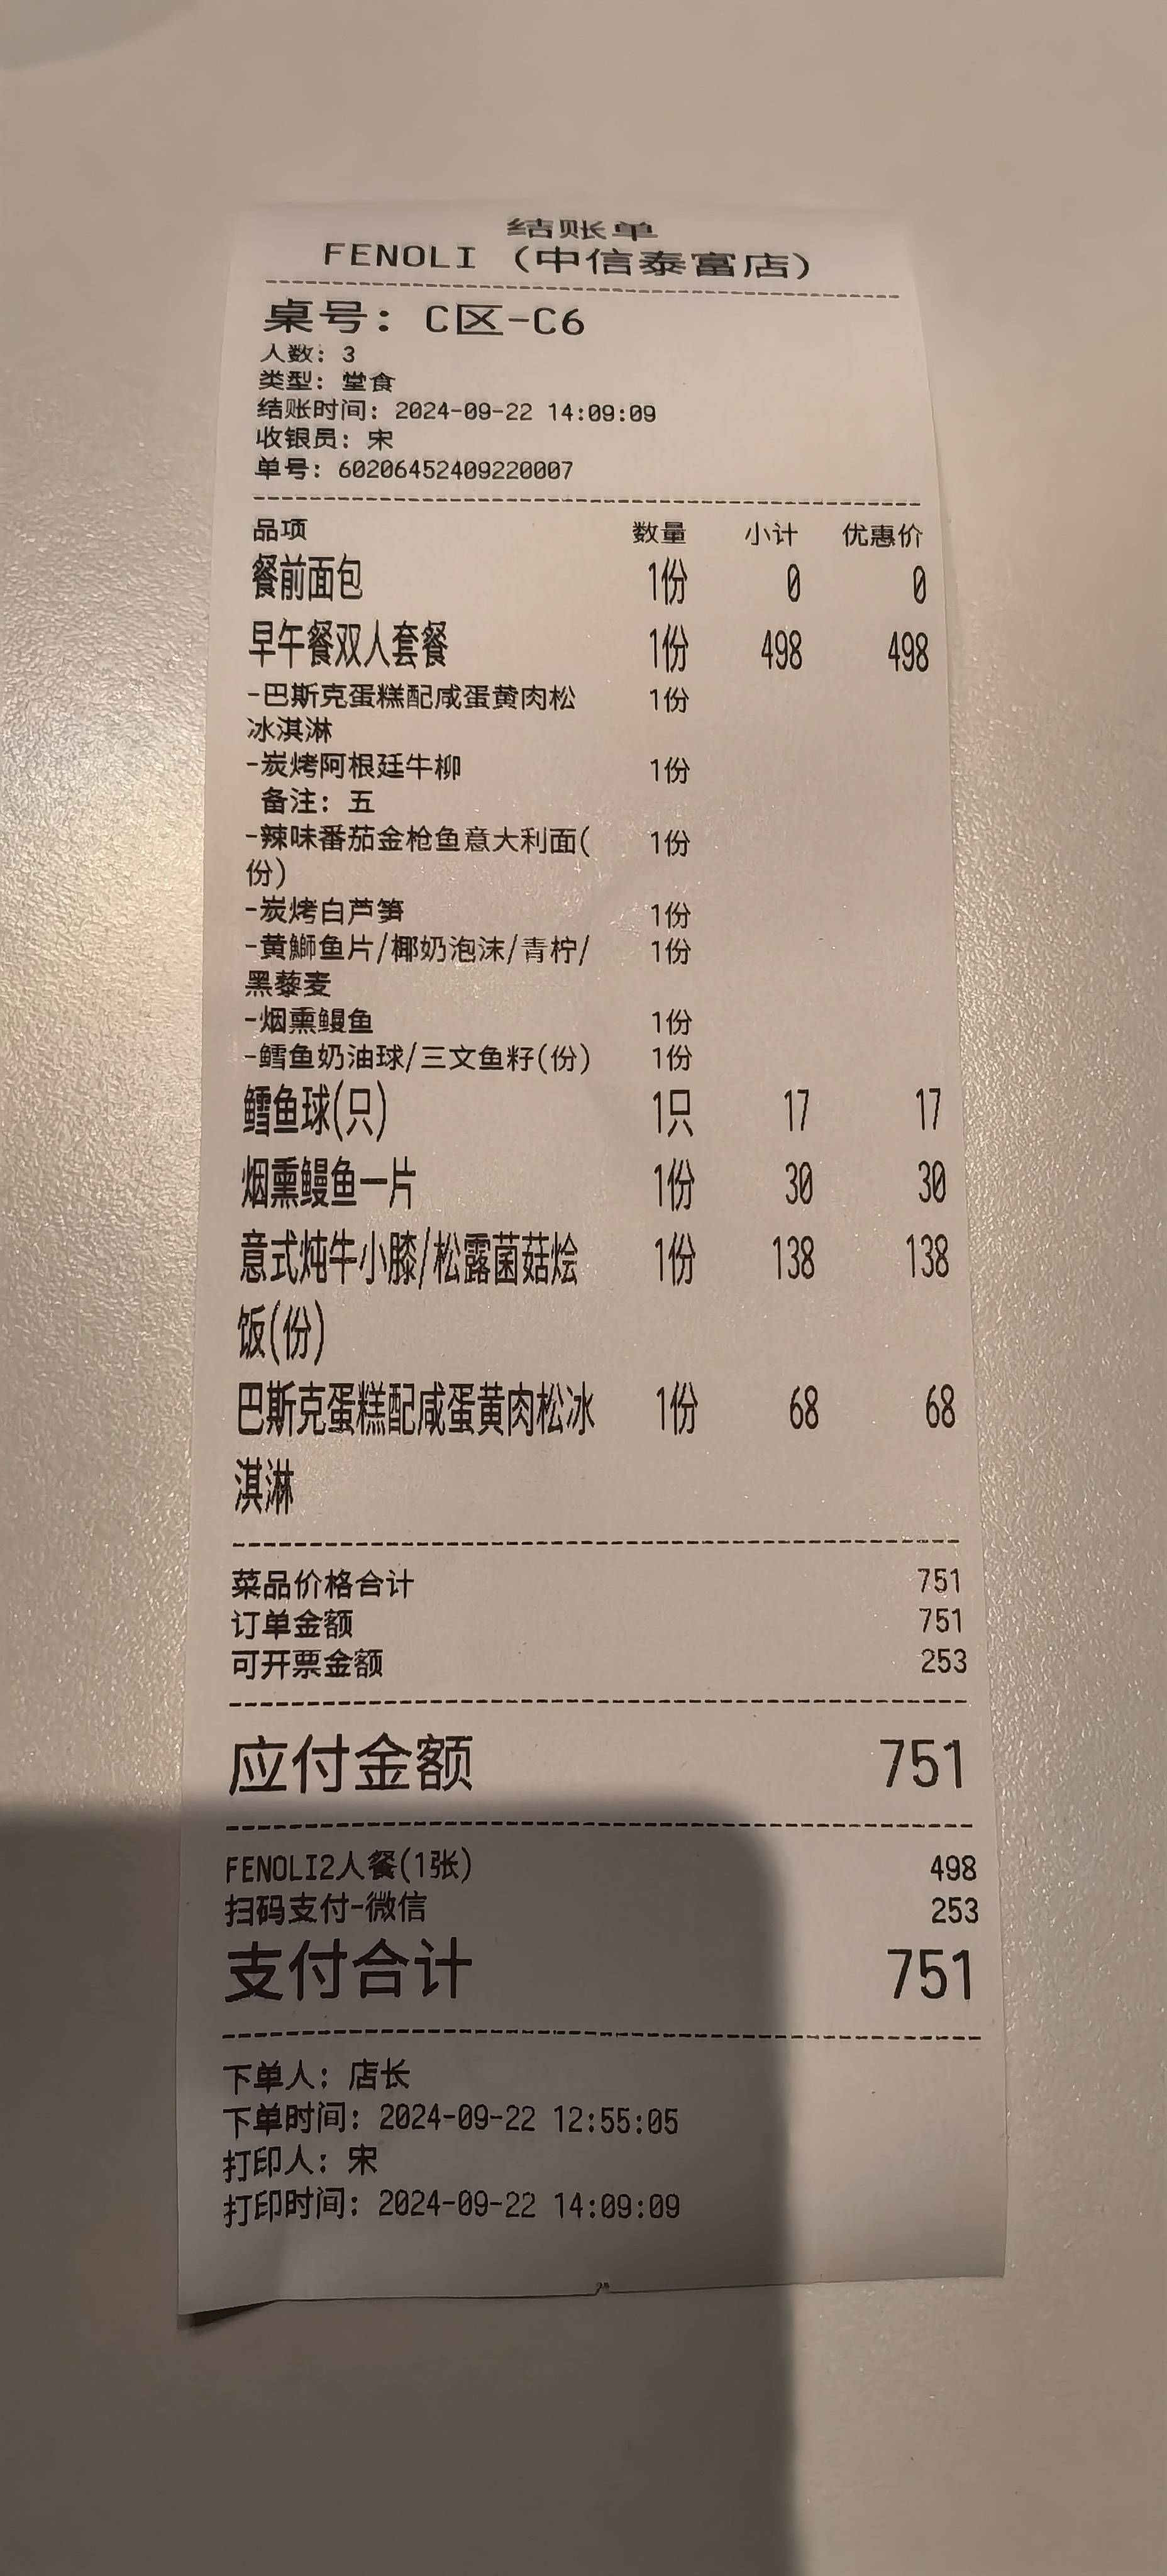 结账单
FENOLI (中信泰富店)
桌号: C区-C6
人数: 3
类型: 堂食
结账时间: 2024-09-22 14:09:09
收银员: 宋
单号: 60206452409220007
品项 数量 小计 优惠价
餐前面包 1份 0 0
早午餐双人套餐 1份 498 498
-巴斯克蛋糕配咸蛋黄肉松 1份
冰淇淋
-炭烤阿根廷牛柳 1份
备注: 五
-辣味番茄金枪鱼意大利面( 1份
份)
-炭烤白芦笋 1份
-黄鰤鱼片/椰奶泡沫/青柠/ 1份
黑藜麦
-烟熏鳗鱼 1份
-鳕鱼奶油球/三文鱼籽(份) 1份
鳕鱼球(只) 1只 17 17
烟熏鳗鱼一片 1份 30 30
意式炖牛小膝/松露菌菇烩 1份 138 138
饭(份)
巴斯克蛋糕配咸蛋黄肉松冰 1份 68 68
淇淋
菜品价格合计 751
订单金额 751
可开票金额 253
应付金额 751
FENOLI2人餐(1张) 498
扫码支付-微信 253
支付合计 751
下单人: 店长
下单时间: 2024-09-22 12:55:05
打印人: 宋
打印时间: 2024-09-22 14:09:09